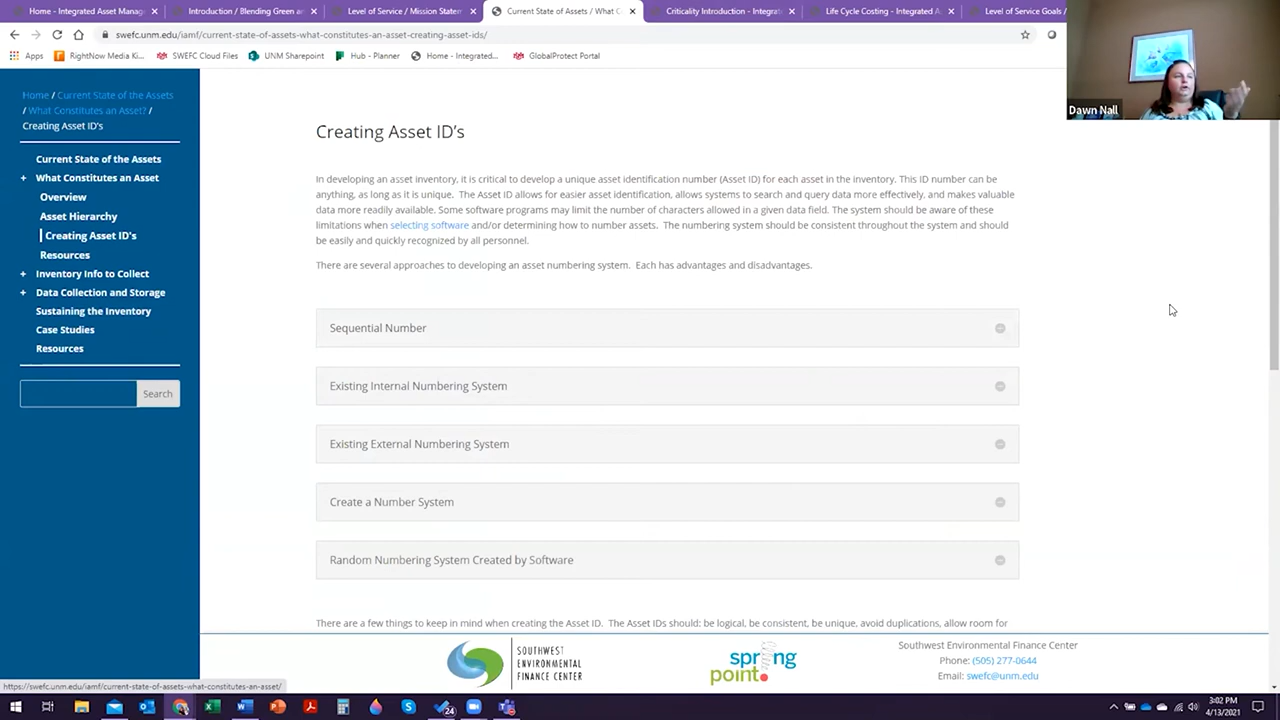 Home - Integrated Asset Manag
Introduction / Blending Green an
Level of Service / Mission Statem
Current State of Assets / What C
Criticality Introduction - Integrat
Life Cycle Costing - Integrated A
Level of Service Goals /
swefc.unm.edu/iamf/current-state-of-assets-what-constitutes-an-asset-creating-asset-ids/
Apps
RightNow Media Ki...
SWEFC Cloud Files
UNM Sharepoint
Hub - Planner
Home - Integrated...
GlobalProtect Portal
Dawn Nall
Home / Current State of the Assets
/ What Constitutes an Asset? /
Creating Asset ID's
Current State of the Assets
+ What Constitutes an Asset
Overview
Asset Hierarchy
Creating Asset ID's
Resources
+ Inventory Info to Collect
+ Data Collection and Storage
Sustaining the Inventory
Case Studies
Resources
Search
Creating Asset ID's
In developing an asset inventory, it is critical to develop a unique asset identification number (Asset ID) for each asset in the inventory. This ID number can be
anything, as long as it is unique. The Asset ID allows for easier asset identification, allows systems to search and query data more effectively, and makes valuable
data more readily available. Some software programs may limit the number of characters allowed in a given data field. The system should be aware of these
limitations when selecting software and/or determining how to number assets. The numbering system should be consistent throughout the system and should
be easily and quickly recognized by all personnel.
There are several approaches to developing an asset numbering system. Each has advantages and disadvantages.
Sequential Number
Existing Internal Numbering System
Existing External Numbering System
Create a Number System
Random Numbering System Created by Software
There are a few things to keep in mind when creating the Asset ID. The Asset IDs should: be logical, be consistent, be unique, avoid duplications, allow room for
SOUTHWEST
ENVIRONMENTAL
FINANCE CENTER
spring
point
Southwest Environmental Finance Center
Phone: (505) 277-0644
Email: swefc@unm.edu
https://swefc.unm.edu/iamf/current-state-of-assets-what-constitutes-an-asset/
24
3:02 PM
4/13/2021